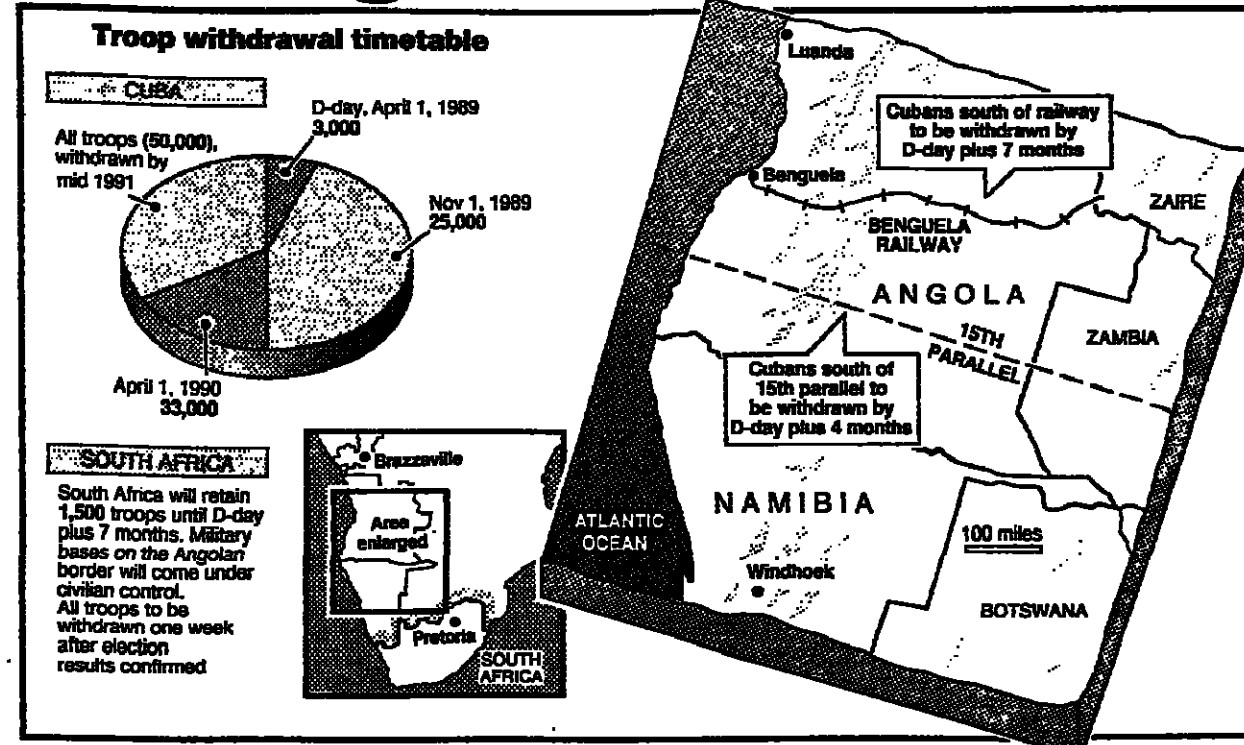 Troop withdrawal timetable
CUBA
D-day, April 1, 1989
3,000
All troops (50,000),
withdrawn by
mid 1991
Nov 1, 1989
25,000
April 1, 1990
33,000
SOUTH AFRICA
South Africa will retain
1,500 troops until D-day
plus 7 months. Military
bases on the Angolan
border will come under
civilian control.
All troops to be
withdrawn one week
after election
results confirmed
Brazzaville
Area
enlarged
Pretoria
SOUTH
AFRICA
Luanda
Cubans south of railway
to be withdrawn by
D-day plus 7 months
Benguela
ZAIRE
BENGUELA
RAILWAY
ANGOLA
15TH
PARALLEL
ZAMBIA
Cubans south of
15th parallel to
be withdrawn by
D-day plus 4 months
NAMIBIA
ATLANTIC
OCEAN
100 miles
Windhoek
BOTSWANA